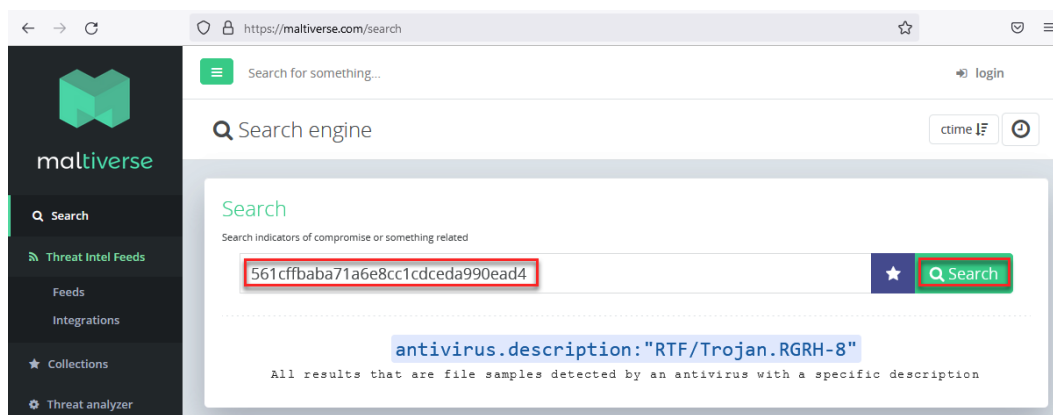 https://maltiverse.com/search
Search for something...
login
Search engine
ctime
maltiverse
Search
Search
Search indicators of compromise or something related
Threat Intel Feeds
561cffbaba71a6e8cc1cdceda990ead4
Search
Feeds
Integrations
antivirus.description:"RTF/Trojan.RGRH-8"
Collections
All results that are file samples detected by an antivirus with a specific description
Threat analyzer